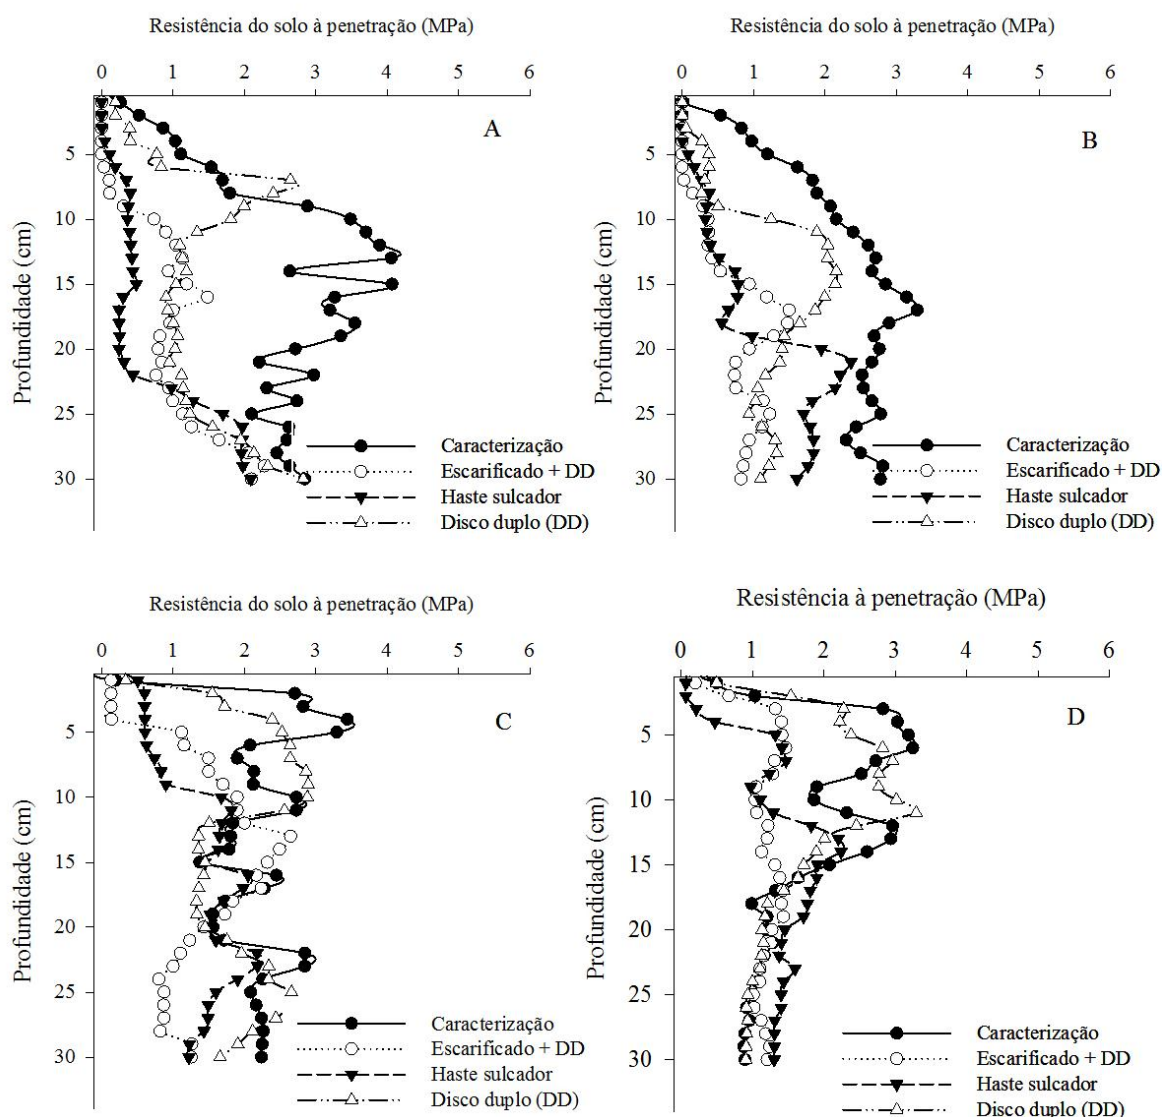 Resistência do solo à penetração (MPa)
0 1 2 3 4 5 6
A
5
10
15
20
25
30
Profundidade (cm)
Caracterização
Escarificado + DD
Haste sulcador
Disco duplo (DD)
Resistência do solo à penetração (MPa)
0 1 2 3 4 5 6
B
5
10
15
20
25
30
Profundidade (cm)
Caracterização
Escarificado + DD
Haste sulcador
Disco duplo (DD)
Resistência do solo à penetração (MPa)
0 1 2 3 4 5 6
C
5
10
15
20
25
30
Profundidade (cm)
Caracterização
Escarificado + DD
Haste sulcador
Disco duplo (DD)
Resistência à penetração (MPa)
0 1 2 3 4 5 6
D
5
10
15
20
25
30
Profundidade (cm)
Caracterização
Escarificado + DD
Haste sulcador
Disco duplo (DD)